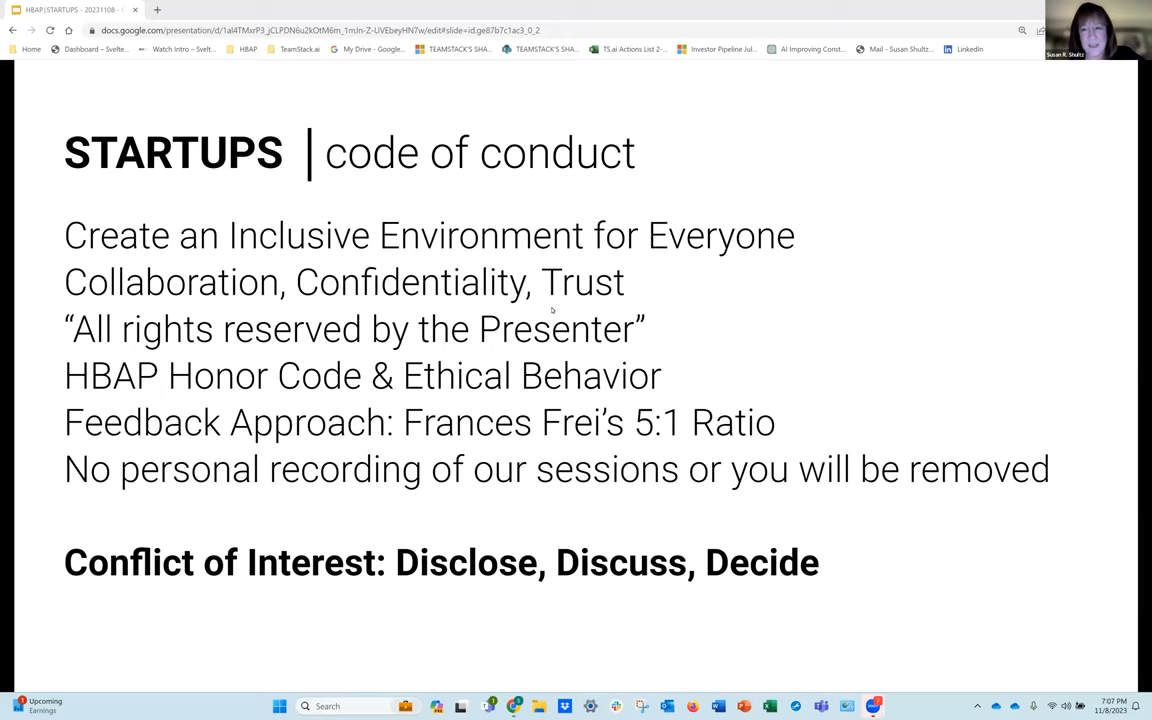 HBAP|STARTUPS - 20231108 -
docs.google.com/presentation/d/1al4TMxrP3_jCLPDN6u2kOtM6m_1mJn-Z-UVEbeyHN7w/edit#slide=id.ge87b7c1ac3_0_2
Home Dashboard – Svelte... Watch Intro – Svelt... HBAP TeamStack.ai My Drive - Google... TEAMSTACK'S SHA... TEAMSTACK'S SHA... TS.ai Actions List 2-... Investor Pipeline Jul... AI Improving Const... Mail - Susan Shultz... LinkedIn
Susan R. Shultz
STARTUPS | code of conduct
Create an Inclusive Environment for Everyone
Collaboration, Confidentiality, Trust
“All rights reserved by the Presenter”
HBAP Honor Code & Ethical Behavior
Feedback Approach: Frances Frei’s 5:1 Ratio
No personal recording of our sessions or you will be removed
Conflict of Interest: Disclose, Discuss, Decide
Upcoming
Earnings
Search
7:07 PM
11/8/2023